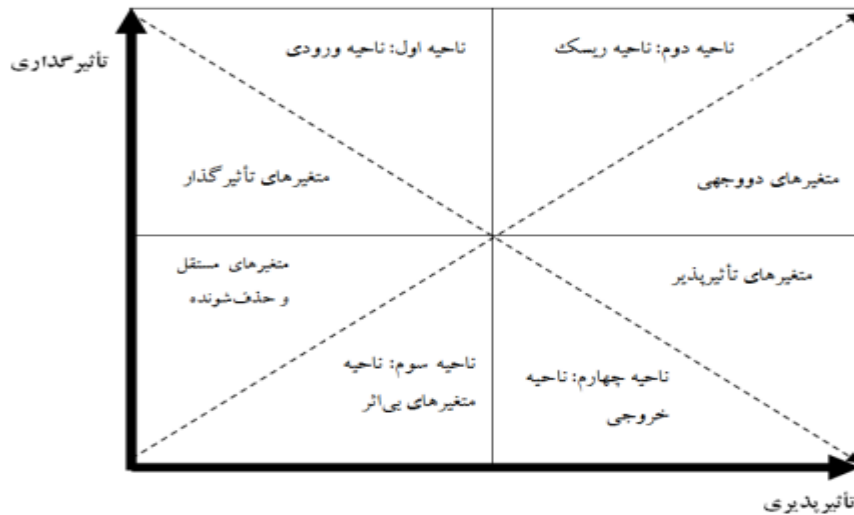 ناحیه دوم: ناحیه ریسک
ناحیه اول: ناحیه ورودی
تأثیرگذاری
متغیرهای دووجهی
متغیرهای تأثیرگذار
متغیرهای تأثیرپذیر
متغیرهای مستقل
و حذف‌شونده
ناحیه چهارم: ناحیه
خروجی
ناحیه سوم: ناحیه
متغیرهای بی‌اثر
تأثیرپذیری